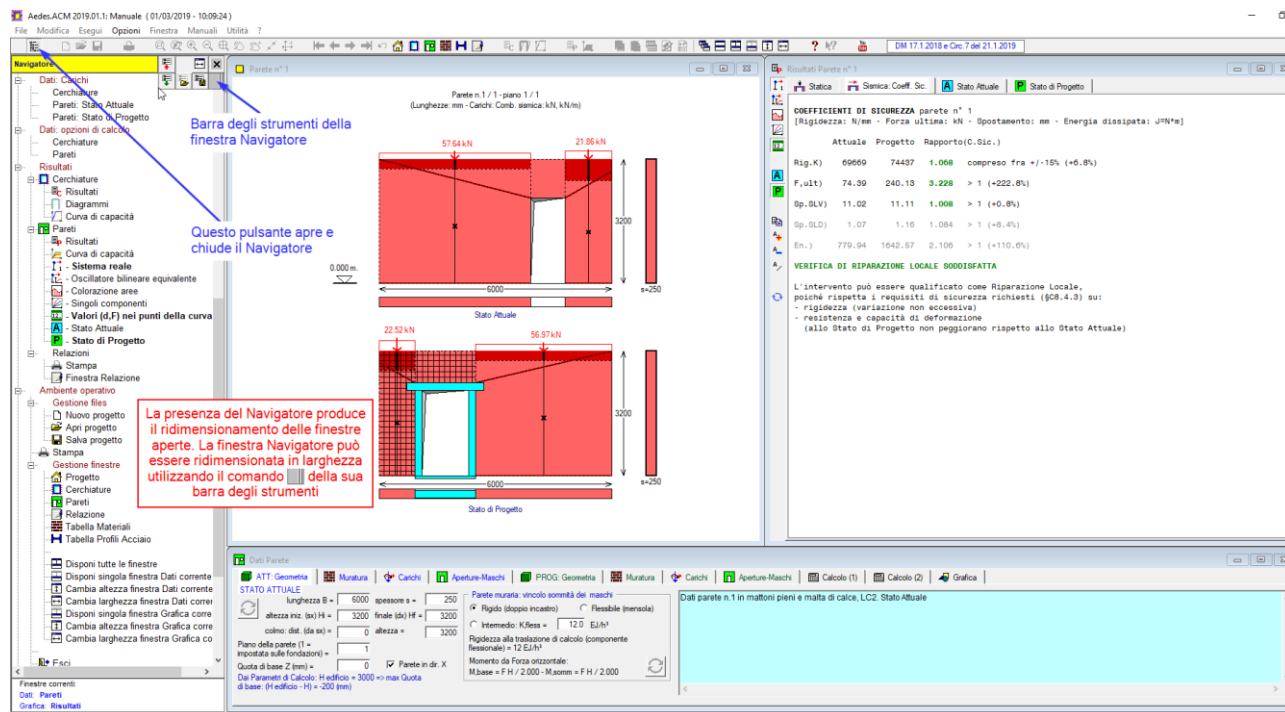 Aedes.ACM 2019.01.1: Manuale ( 01/03/2019 - 10:09:24 )
File Modifica Esegui Opzioni Finestra Manuali Utilità ?
DM 17.1.2018 e Circ.7 del 21.1.2019
Navigatore
Dati: Carichi
Cerchiature
Pareti: Stato Attuale
Pareti: Stato di Progetto
Dati: opzioni di calcolo
Cerchiature
Pareti
Risultati
Cerchiature
Risultati
Diagrammi
Curva di capacità
Pareti
Risultati
Curva di capacità
- Sistema reale
- Oscillatore bilineare equivalente
- Colorazione aree
- Singoli componenti
- Valori (d,F) nei punti della curva
A - Stato Attuale
P - Stato di Progetto
Relazioni
Stampa
Finestra Relazione
Ambiente operativo
Gestione files
Nuovo progetto
Apri progetto
Salva progetto
Stampa
Gestione finestre
Progetto
Cerchiature
Pareti
Relazione
Tabella Materiali
Tabella Profili Acciaio
Disponi tutte le finestre
Disponi singola finestra Dati corrente
Cambia altezza finestra Dati corrente
Cambia larghezza finestra Dati correr
Disponi singola finestra Grafica corre
Cambia altezza finestra Grafica corre
Cambia larghezza finestra Grafica co
Esci
Finestre correnti:
Dati: Pareti
Grafica: Risultati
Barra degli strumenti della
finestra Navigatore
Questo pulsante apre e
chiude il Navigatore
La presenza del Navigatore produce
il ridimensionamento delle finestre
aperte. La finestra Navigatore può
essere ridimensionata in larghezza
utilizzando il comando della sua
barra degli strumenti
Parete n° 1
Parete n.1 / 1 - piano 1 / 1
(Lunghezze: mm - Carichi: Comb. sismica: kN, kN/m)
57.64 kN 21.86 kN
3200
0.000 m.
6000 s=250
Stato Attuale
22.52 kN 56.97 kN
3200
6000 s=250
Stato di Progetto
Risultati Parete n° 1
Statica Sismica: Coeff. Sic. A Stato Attuale P Stato di Progetto
COEFFICIENTI DI SICUREZZA parete n° 1
[Rigidezza: N/mm - Forza ultima: kN - Spostamento: mm - Energia dissipata: J=N*m]
Attuale Progetto Rapporto(C.Sic.)
Rig.K) 69669 74437 1.068 compreso fra +/-15% (+6.8%)
F,ult) 74.39 240.13 3.228 > 1 (+222.8%)
Sp.SLV) 11.02 11.11 1.008 > 1 (+0.8%)
Sp.SLD) 1.07 1.16 1.084 > 1 (+8.4%)
En.) 779.94 1642.57 2.106 > 1 (+110.6%)
VERIFICA DI RIPARAZIONE LOCALE SODDISFATTA
L'intervento può essere qualificato come Riparazione Locale,
poiché rispetta i requisiti di sicurezza richiesti (§C8.4.3) su:
- rigidezza (variazione non eccessiva)
- resistenza e capacità di deformazione
(allo Stato di Progetto non peggiorano rispetto allo Stato Attuale)
Dati Parete
ATT: Geometria Muratura Carichi Aperture-Maschi PROG: Geometria Muratura Carichi Aperture-Maschi Calcolo (1) Calcolo (2) Grafica
STATO ATTUALE
lunghezza B = 6000 spessore s = 250
altezza iniz. (sx) Hi = 3200 finale (dx) Hf = 3200
colmo: dist. (da sx) = 0 altezza = 3200
Piano della parete (1 =
impostata sulle fondazioni) = 1
Quota di base Z (mm) = 0 Parete in dir. X
Dai Parametri di Calcolo: H edificio = 3000 => max Quota
di base: (H edificio - H) = -200 (mm)
Parete muraria: vincolo sommità dei maschi
Rigido (doppio incastro) Flessibile (mensola)
Intermedio: K,fless = 12.0 EJ/h³
Rigidezza alla traslazione di calcolo (componente
flessionale) = 12 EJ/h³
Momento da Forza orizzontale:
M,base = F H / 2.000 - M,somm = F H / 2.000
Dati parete n.1 in mattoni pieni e malta di calce, LC2. Stato Attuale